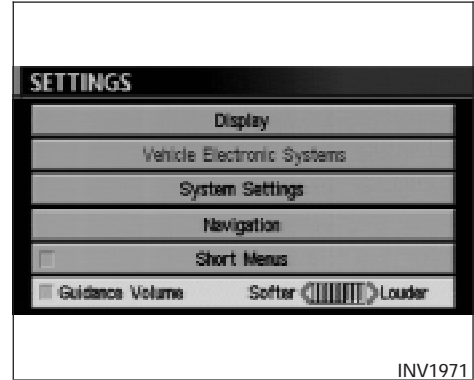 SETTINGS
Display
Vehicle Electronic Systems
System Settings
Navigation
Short Menus
Guidance Volume Softer Louder
INV1971